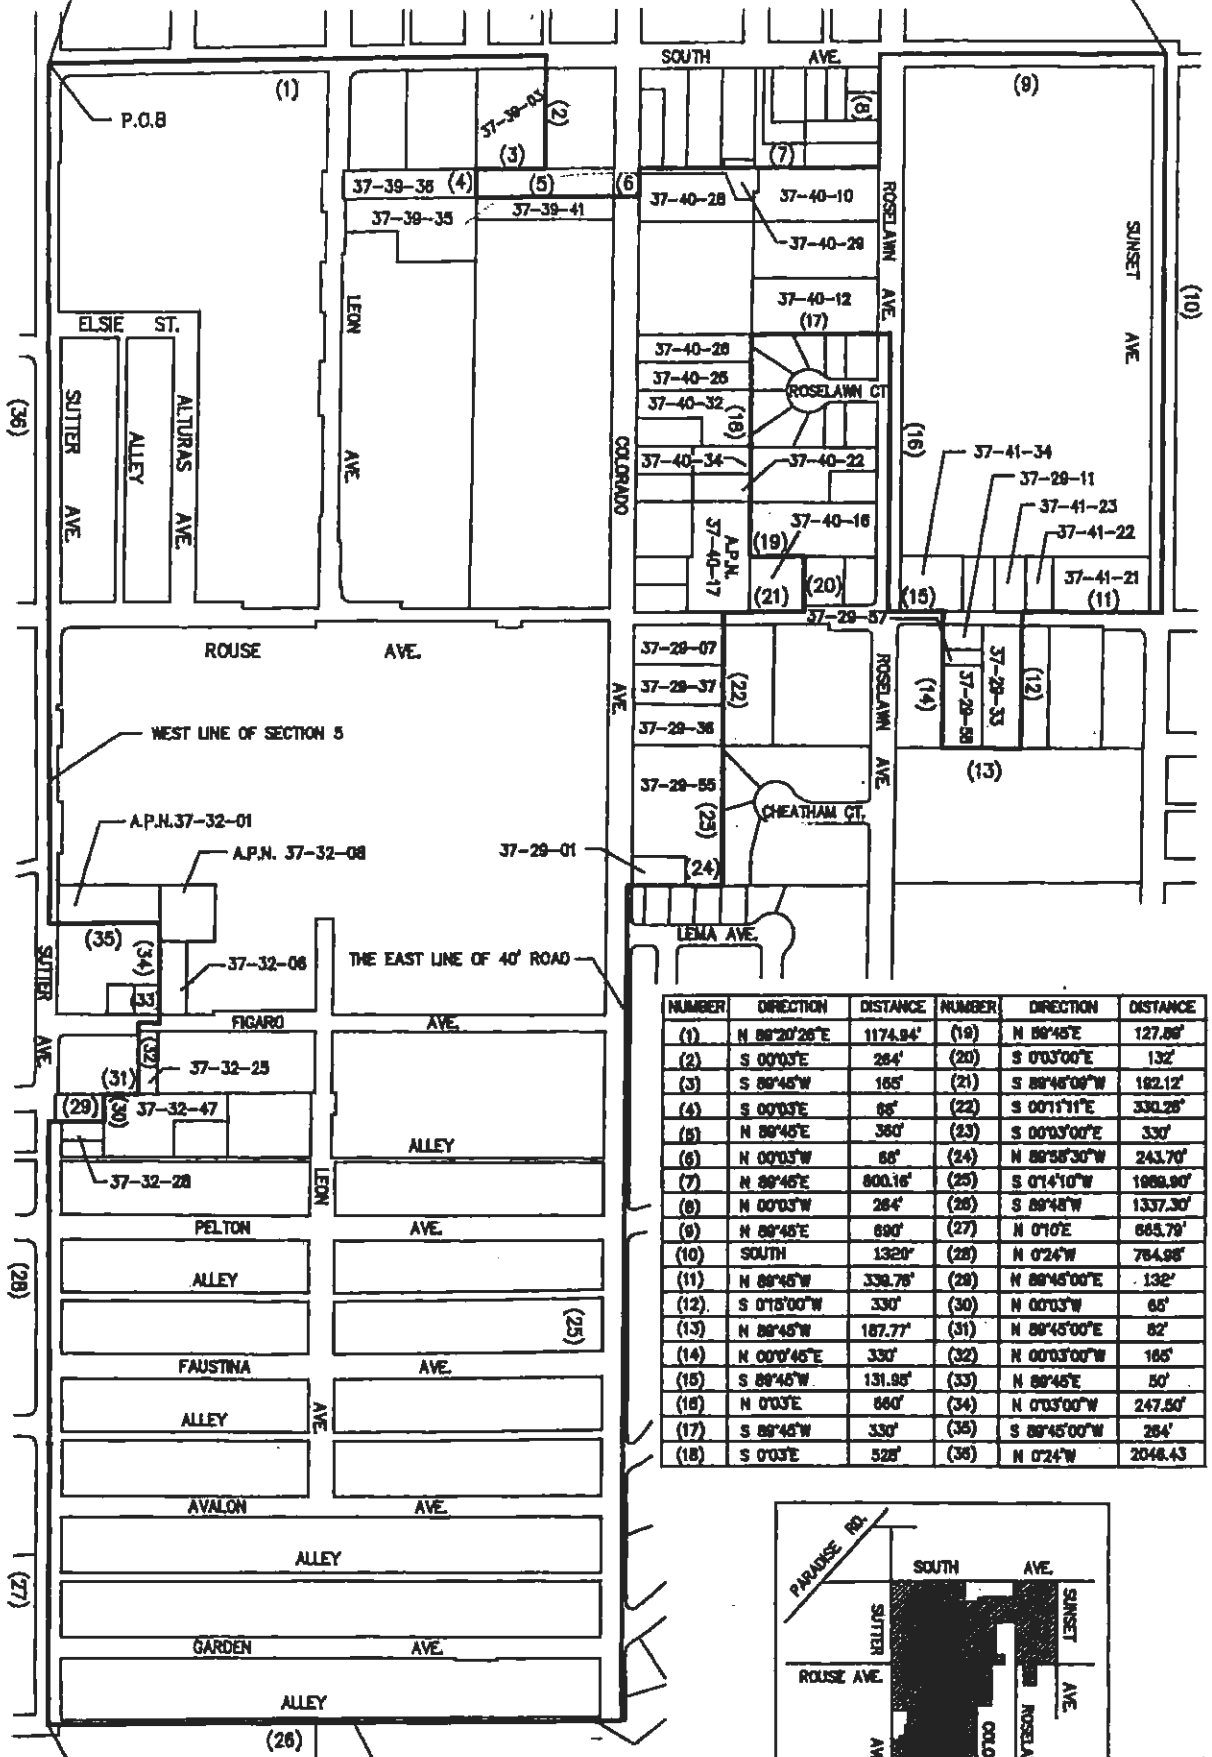 SOUTH AVE.
(1)
(2)
(8)
(9)
P.O.B
37-39-03
(3)
(7)
37-39-36
(4)
(5)
(6)
37-40-28
37-40-10
37-39-35
37-39-41
37-40-29
ROSELAWN AVE.
SUNSET AVE.
(10)
37-40-12
(17)
ELSIE ST.
LEON AVE.
37-40-26
37-40-25
37-40-32
ROSELAWN CT
(18)
(16)
(36)
SUTTER AVE.
ALLEY
ALTURAS AVE.
COLORADO AVE.
37-40-34
37-40-22
37-41-34
37-29-11
37-41-23
37-41-22
37-40-16
A.P.N. 37-40-17
(19)
(20)
(21)
(15)
37-41-21
(11)
37-29-57
ROUSE AVE.
37-29-07
37-29-37
37-29-36
(22)
ROSELAWN AVE.
(14)
37-29-58
37-29-33
(12)
(13)
WEST LINE OF SECTION 5
37-29-55
(23)
CHEATHAM CT.
A.P.N.37-32-01
A.P.N. 37-32-08
37-29-01
(24)
(35)
(34)
LEMA AVE.
SUTTER AVE.
37-32-06
THE EAST LINE OF 40' ROAD
(33)
FIGARO AVE.
(32)
(31)
37-32-25
(29)
(30)
37-32-47
ALLEY
37-32-28
LEON AVE
PELTON AVE.
(28)
ALLEY
(25)
FAUSTINA AVE.
ALLEY
AVALON AVE.
ALLEY
(27)
GARDEN AVE.
ALLEY
(26)
NUMBER DIRECTION DISTANCE NUMBER DIRECTION DISTANCE
(1) N 89°20'26"E 1174.94' (19) N 89°45'E 127.89'
(2) S 00°03'E 264' (20) S 0°03'00"E 132'
(3) S 89°45'W 165' (21) S 89°46'09"W 192.12'
(4) S 00°03'E 66' (22) S 00°11'11"E 330.26'
(5) N 89°45'E 360' (23) S 00°03'00"E 330'
(6) N 00°03'W 66' (24) N 89°58'30"W 243.70'
(7) N 89°45'E 600.16' (25) S 0°14'10"W 1989.90'
(8) N 00°03'W 264' (26) S 89°48'W 1337.30'
(9) N 89°45'E 690' (27) N 0°10'E 665.79'
(10) SOUTH 1320' (28) N 0°24'W 764.98'
(11) N 89°45'W 339.76' (29) N 89°45'00"E 132'
(12) S 0°15'00"W 330' (30) N 00°03'W 65'
(13) N 89°45'W 187.77' (31) N 89°45'00"E 82'
(14) N 00°0'45"E 330' (32) N 00°03'00"W 165'
(15) S 89°45'W 131.95' (33) N 89°45'E 50'
(16) N 0°03'E 660' (34) N 0°03'00"W 247.50'
(17) S 89°45'W 330' (35) S 89°45'00"W 264'
(18) S 0°03'E 528' (36) N 0°24'W 2046.43
PARADISE RD.
SOUTH AVE.
SUTTER
SUNSET
ROUSE AVE.
AVE.